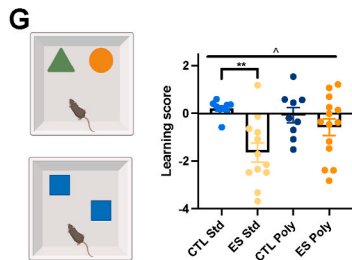 G
^
**
Learning score
2
0
-2
-4
CTL Std
ES Std
CTL Poly
ES Poly